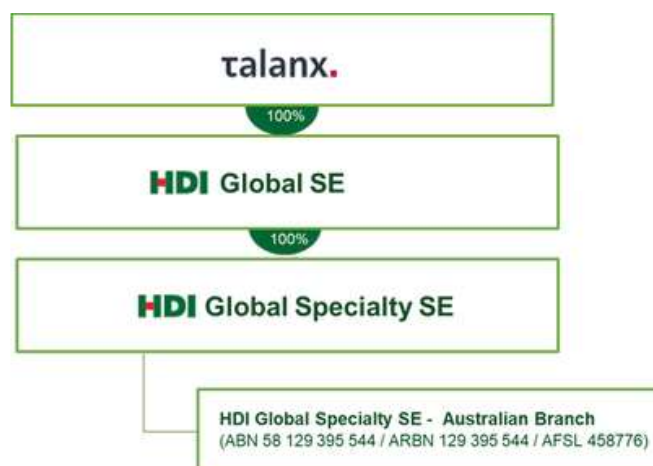 talanx.
100%
HDI Global SE
100%
HDI Global Specialty SE
HDI Global Specialty SE - Australian Branch
(ABN 58 129 395 544 / ARBN 129 395 544 / AFSL 458776)